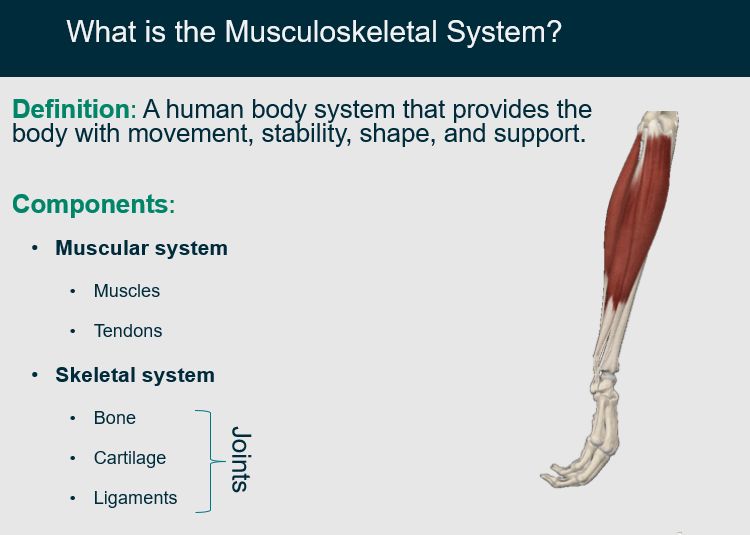 What is the Musculoskeletal System?
Definition: A human body system that provides the
body with movement, stability, shape, and support.
Components:
• Muscular system
• Muscles
• Tendons
• Skeletal system
• Bone
• Cartilage
• Ligaments
Joints